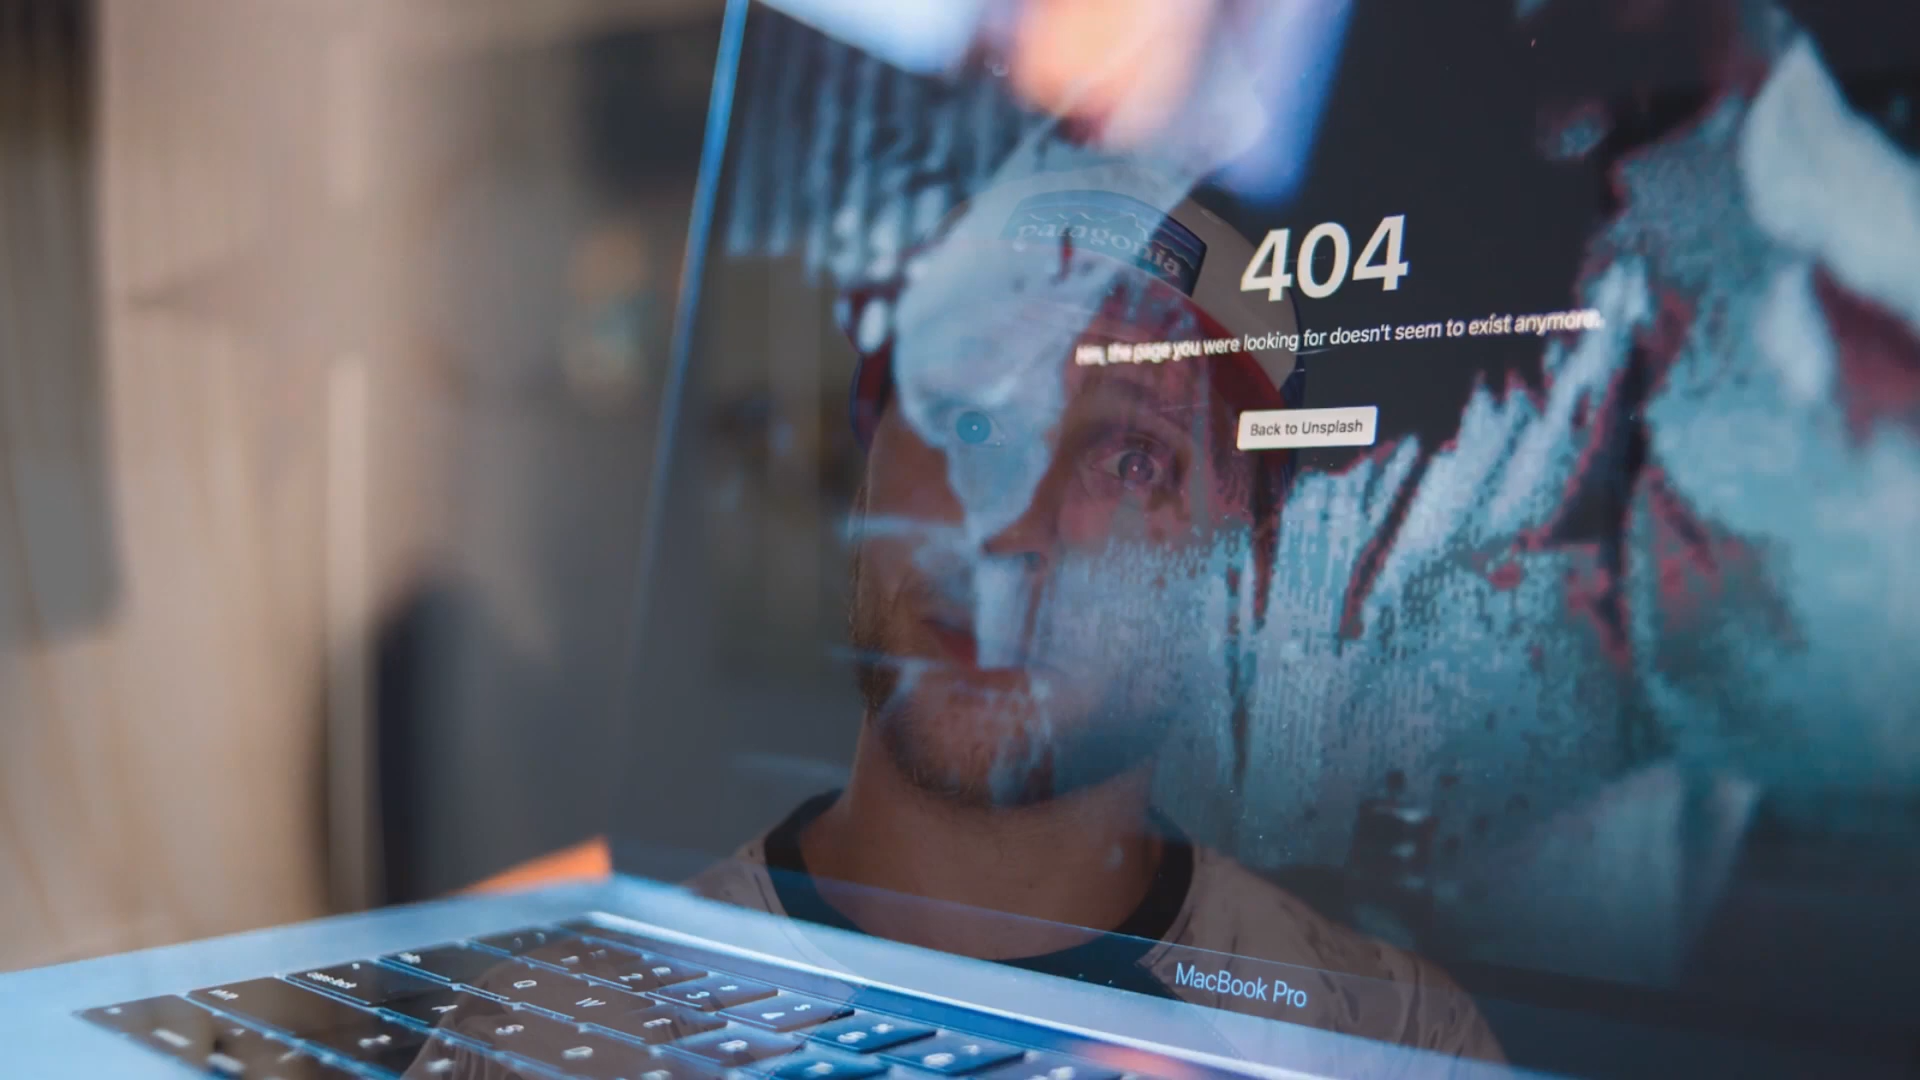 patagonia
404
Hm, the page you were looking for doesn't seem to exist anymore.
Back to Unsplash
MacBook Pro
Q W E
A S D